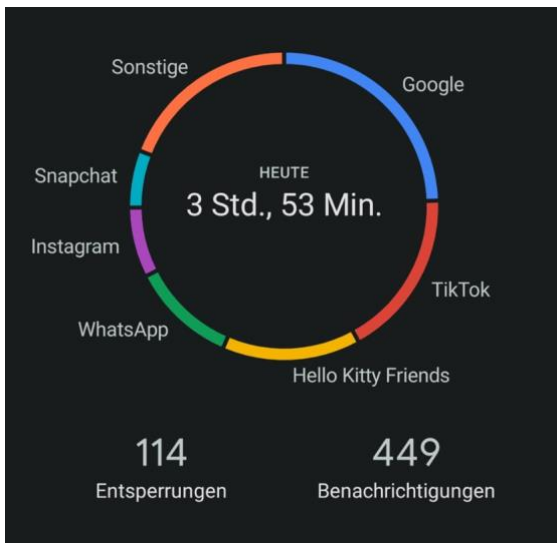 Sonstige
Google
Snapchat
HEUTE
3 Std., 53 Min.
Instagram
TikTok
WhatsApp
Hello Kitty Friends
114
Entsperrungen
449
Benachrichtigungen